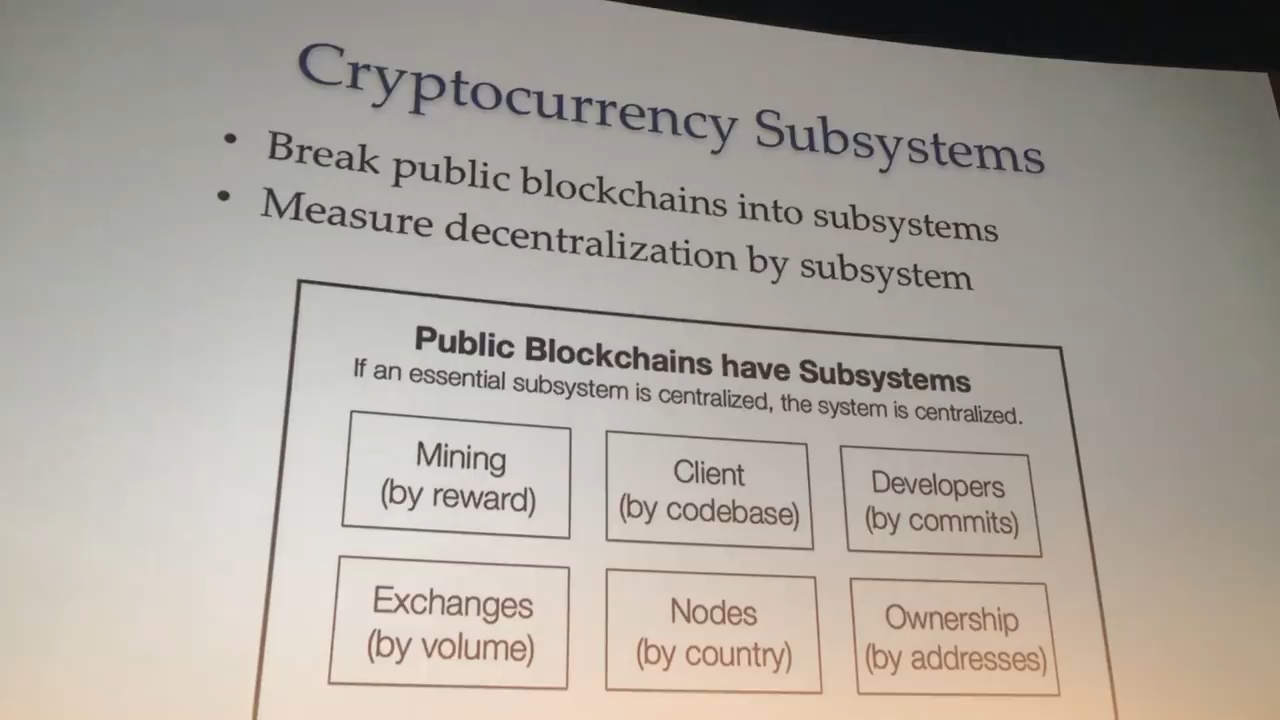 Cryptocurrency Subsystems
• Break public blockchains into subsystems
• Measure decentralization by subsystem
Public Blockchains have Subsystems
If an essential subsystem is centralized, the system is centralized.
Mining
(by reward)
Client
(by codebase)
Developers
(by commits)
Exchanges
(by volume)
Nodes
(by country)
Ownership
(by addresses)